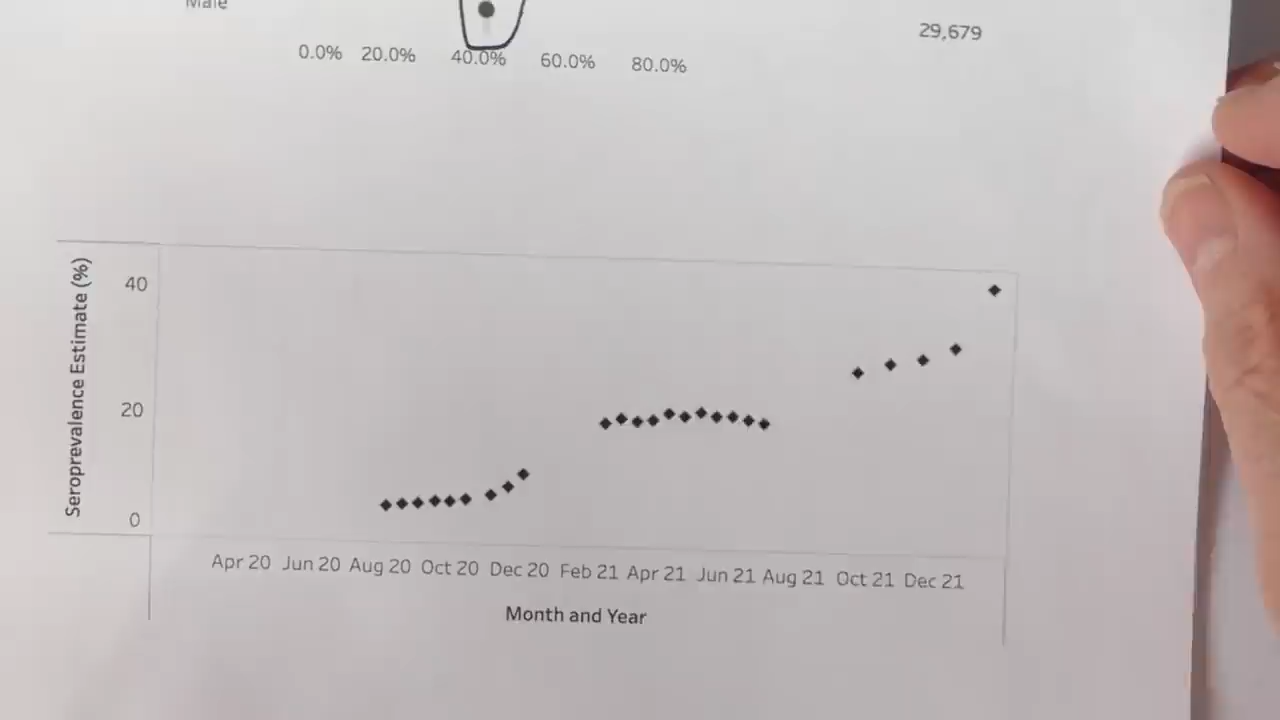 Male
29,679
0.0% 20.0% 40.0% 60.0% 80.0%
Seroprevalence Estimate (%)
40
20
0
Apr 20 Jun 20 Aug 20 Oct 20 Dec 20 Feb 21 Apr 21 Jun 21 Aug 21 Oct 21 Dec 21
Month and Year